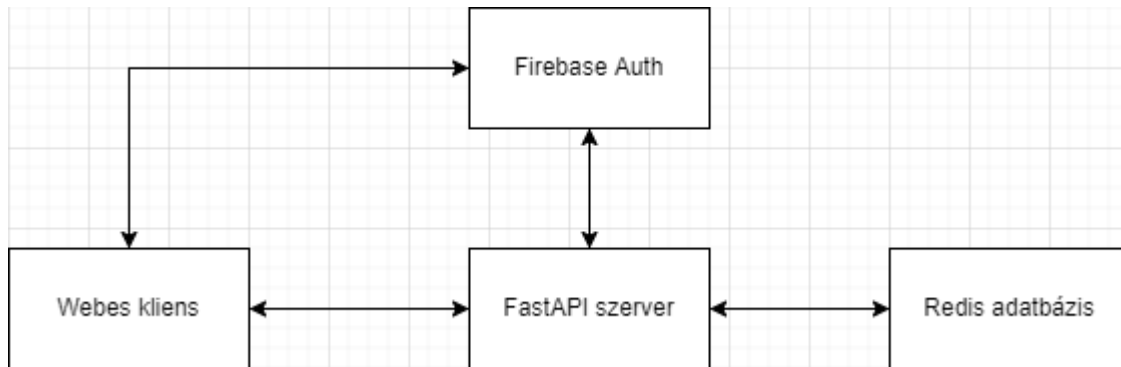 Firebase Auth
Webes kliens
FastAPI szerver
Redis adatbázis